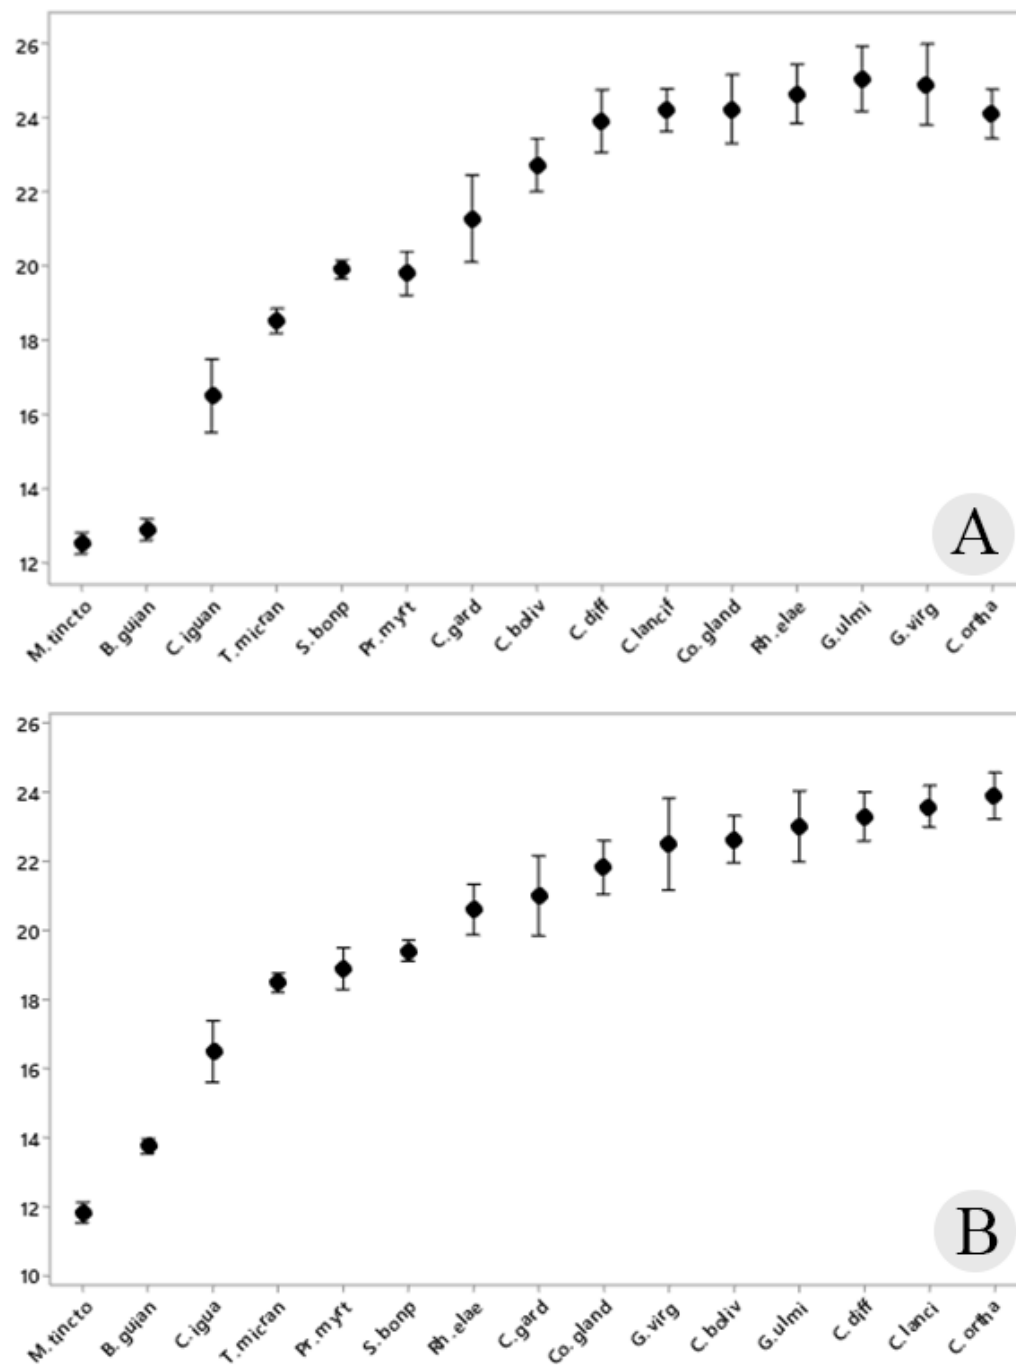 26
24
22
20
18
16
14
12
A
M. tincto
B. guian
C. iguan
T. micran
S. bonp
Pr. myrt
C. gard
C. boliv
C. diff
C. lancif
Co. gland
Rh. elae
G. ulmi
G. virg
C. ortha
26
24
22
20
18
16
14
12
10
B
M. tincto
B. guian
C. igua
T. micran
Pr. myrt
S. bonp
Rh. elae
C. gard
Co. gland
G. virg
C. boliv
G. ulmi
C. diff
C. lanci
C. ortha